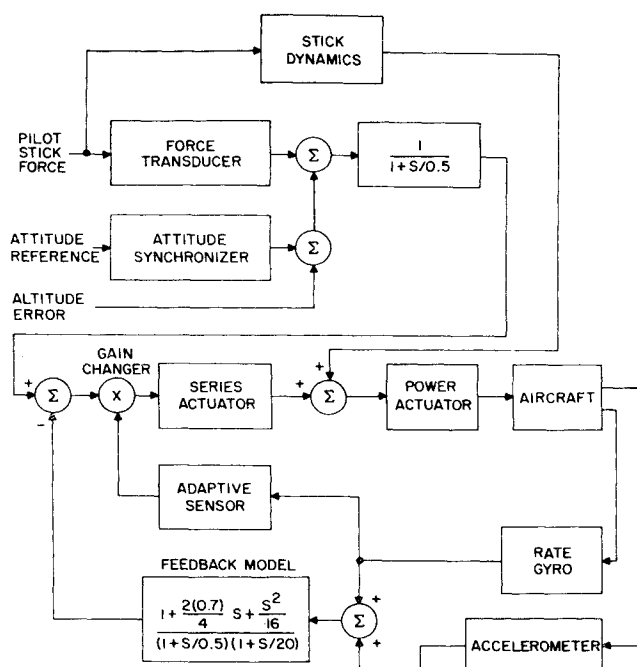 STICK
DYNAMICS
PILOT
STICK
FORCE
FORCE
TRANSDUCER
Σ
1
1+S/0.5
ATTITUDE
REFERENCE
ATTITUDE
SYNCHRONIZER
Σ
ALTITUDE
ERROR
GAIN
CHANGER
+
Σ
−
X
SERIES
ACTUATOR
+
+
Σ
POWER
ACTUATOR
AIRCRAFT
ADAPTIVE
SENSOR
RATE
GYRO
FEEDBACK MODEL
1+ 2(0.7)/4 S+ S²/16
(1+S/0.5)(1+S/20)
+
Σ
+
ACCELEROMETER